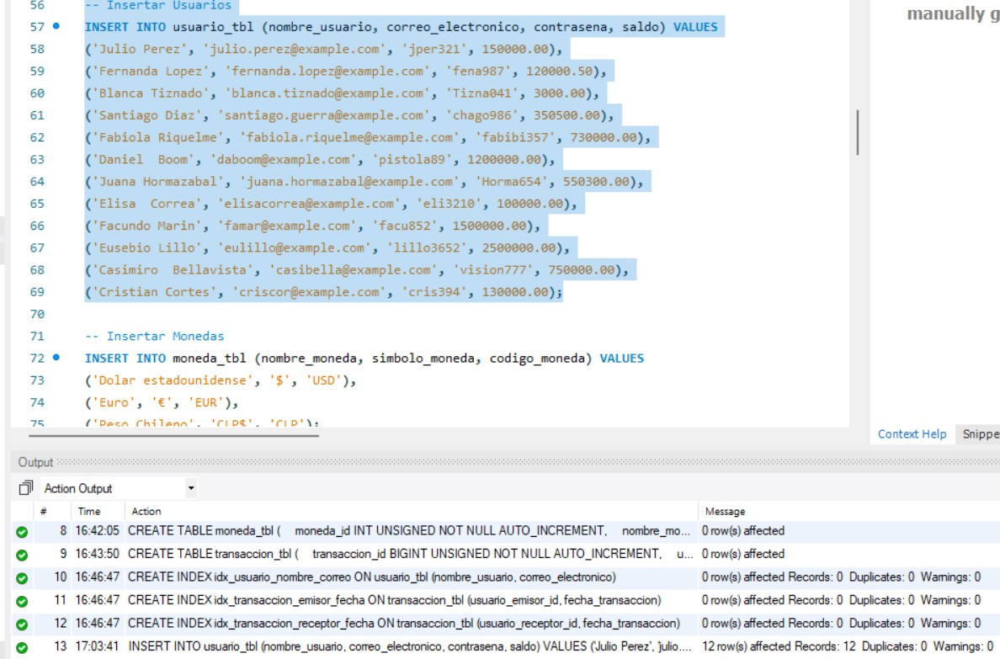 56 -- Insertar Usuarios
57 INSERT INTO usuario_tbl (nombre_usuario, correo_electronico, contrasena, saldo) VALUES
58 ('Julio Perez', 'julio.perez@example.com', 'jper321', 150000.00),
59 ('Fernanda Lopez', 'fernanda.lopez@example.com', 'fena987', 120000.50),
60 ('Blanca Tiznado', 'blanca.tiznado@example.com', 'Tizna041', 3000.00),
61 ('Santiago Diaz', 'santiago.guerra@example.com', 'chago986', 350500.00),
62 ('Fabiola Riquelme', 'fabiola.riquelme@example.com', 'fabibi357', 730000.00),
63 ('Daniel  Boom', 'daboom@example.com', 'pistola89', 1200000.00),
64 ('Juana Hormazabal', 'juana.hormazabal@example.com', 'Horma654', 550300.00),
65 ('Elisa  Correa', 'elisacorrea@example.com', 'eli3210', 100000.00),
66 ('Facundo Marin', 'famar@example.com', 'facu852', 1500000.00),
67 ('Eusebio Lillo', 'eulillo@example.com', 'lillo3652', 2500000.00),
68 ('Casimiro  Bellavista', 'casibella@example.com', 'vision777', 750000.00),
69 ('Cristian Cortes', 'criscor@example.com', 'cris394', 130000.00);
70
71 -- Insertar Monedas
72 INSERT INTO moneda_tbl (nombre_moneda, simbolo_moneda, codigo_moneda) VALUES
73 ('Dolar estadounidense', '$', 'USD'),
74 ('Euro', '€', 'EUR'),
75 ('Peso Chileno', 'CLP$', 'CLP');
manually g
Context Help Snippe
Output
Action Output
# Time Action Message
8 16:42:05 CREATE TABLE moneda_tbl (    moneda_id INT UNSIGNED NOT NULL AUTO_INCREMENT,    nombre_mo... 0 row(s) affected
9 16:43:50 CREATE TABLE transaccion_tbl (    transaccion_id BIGINT UNSIGNED NOT NULL AUTO_INCREMENT,    u... 0 row(s) affected
10 16:46:47 CREATE INDEX idx_usuario_nombre_correo ON usuario_tbl (nombre_usuario, correo_electronico) 0 row(s) affected Records: 0  Duplicates: 0  Warnings: 0
11 16:46:47 CREATE INDEX idx_transaccion_emisor_fecha ON transaccion_tbl (usuario_emisor_id, fecha_transaccion) 0 row(s) affected Records: 0  Duplicates: 0  Warnings: 0
12 16:46:47 CREATE INDEX idx_transaccion_receptor_fecha ON transaccion_tbl (usuario_receptor_id, fecha_transaccion) 0 row(s) affected Records: 0  Duplicates: 0  Warnings: 0
13 17:03:41 INSERT INTO usuario_tbl (nombre_usuario, correo_electronico, contrasena, saldo) VALUES ('Julio Perez', 'julio.... 12 row(s) affected Records: 12  Duplicates: 0  Warnings: 0